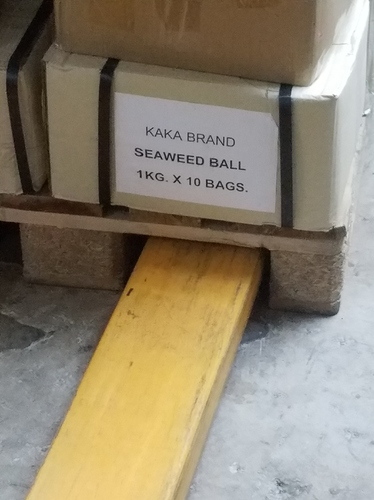 KAKA BRAND
SEAWEED BALL
1KG. X 10 BAGS.